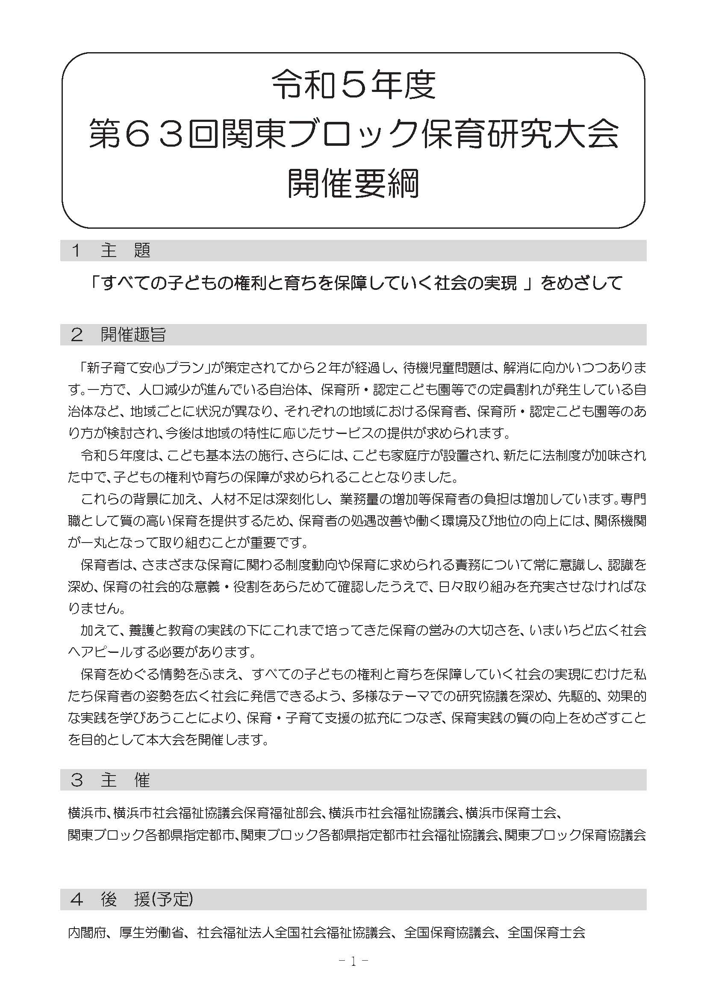 令和５年度
第６３回関東ブロック保育研究大会
開催要綱
１　主　題
「すべての子どもの権利と育ちを保障していく社会の実現 」をめざして
２　開催趣旨
「新子育て安心プラン」が策定されてから２年が経過し、待機児童問題は、解消に向かいつつありま
す。一方で、人口減少が進んでいる自治体、保育所・認定こども園等での定員割れが発生している自
治体など、地域ごとに状況が異なり、それぞれの地域における保育者、保育所・認定こども園等のあ
り方が検討され、今後は地域の特性に応じたサービスの提供が求められます。
令和５年度は、こども基本法の施行、さらには、こども家庭庁が設置され、新たに法制度が加味され
た中で、子どもの権利や育ちの保障が求められることとなりました。
これらの背景に加え、人材不足は深刻化し、業務量の増加等保育者の負担は増加しています。専門
職として質の高い保育を提供するため、保育者の処遇改善や働く環境及び地位の向上には、関係機関
が一丸となって取り組むことが重要です。
保育者は、さまざまな保育に関わる制度動向や保育に求められる責務について常に意識し、認識を
深め、保育の社会的な意義・役割をあらためて確認したうえで、日々取り組みを充実させなければな
りません。
加えて、養護と教育の実践の下にこれまで培ってきた保育の営みの大切さを、いまいちど広く社会
へアピールする必要があります。
保育をめぐる情勢をふまえ、すべての子どもの権利と育ちを保障していく社会の実現にむけた私
たち保育者の姿勢を広く社会に発信できるよう、多様なテーマでの研究協議を深め、先駆的、効果的
な実践を学びあうことにより、保育・子育て支援の拡充につなぎ、保育実践の質の向上をめざすこと
を目的として本大会を開催します。
３　主　催
横浜市、横浜市社会福祉協議会保育福祉部会、横浜市社会福祉協議会、横浜市保育士会、
関東ブロック各都県指定都市、関東ブロック各都県指定都市社会福祉協議会、関東ブロック保育協議会
４　後　援(予定)
内閣府、厚生労働省、社会福祉法人全国社会福祉協議会、全国保育協議会、全国保育士会
- 1 -